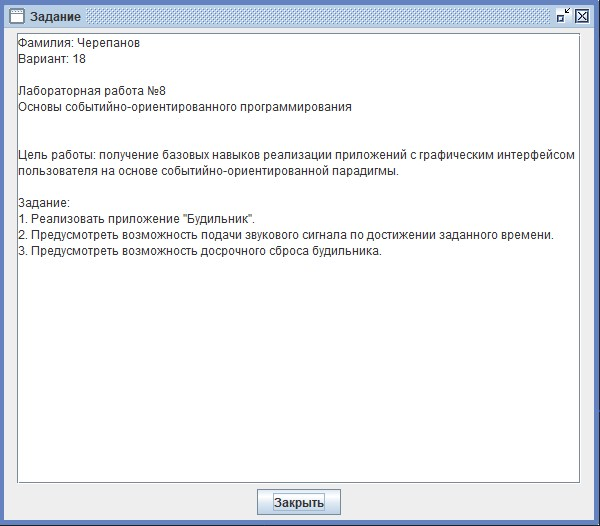 Задание
Фамилия: Черепанов
Вариант: 18
Лабораторная работа №8
Основы событийно-ориентированного программирования
Цель работы: получение базовых навыков реализации приложений с графическим интерфейсом
пользователя на основе событийно-ориентированной парадигмы.
Задание:
1. Реализовать приложение "Будильник".
2. Предусмотреть возможность подачи звукового сигнала по достижении заданного времени.
3. Предусмотреть возможность досрочного сброса будильника.
Закрыть